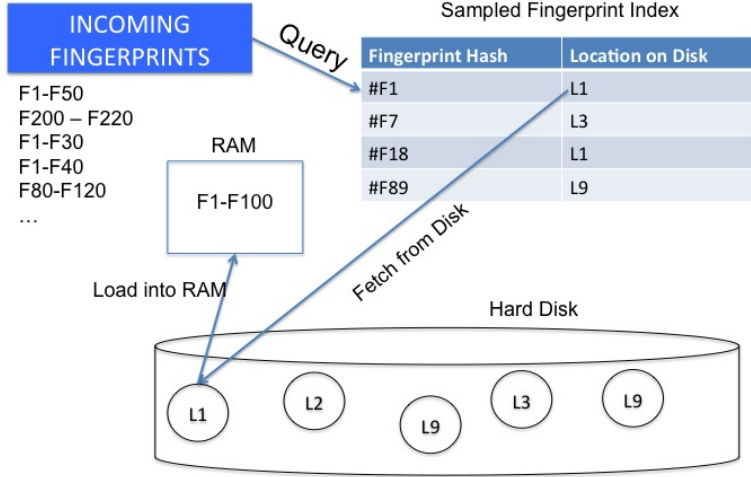 Sampled Fingerprint Index
INCOMING
FINGERPRINTS
Query
Fingerprint Hash Location on Disk
#F1 L1
#F7 L3
#F18 L1
#F89 L9
F1-F50
F200 – F220
F1-F30
F1-F40
F80-F120
…
RAM
F1-F100
Load into RAM
Fetch from Disk
Hard Disk
L1 L2 L9 L3 L9